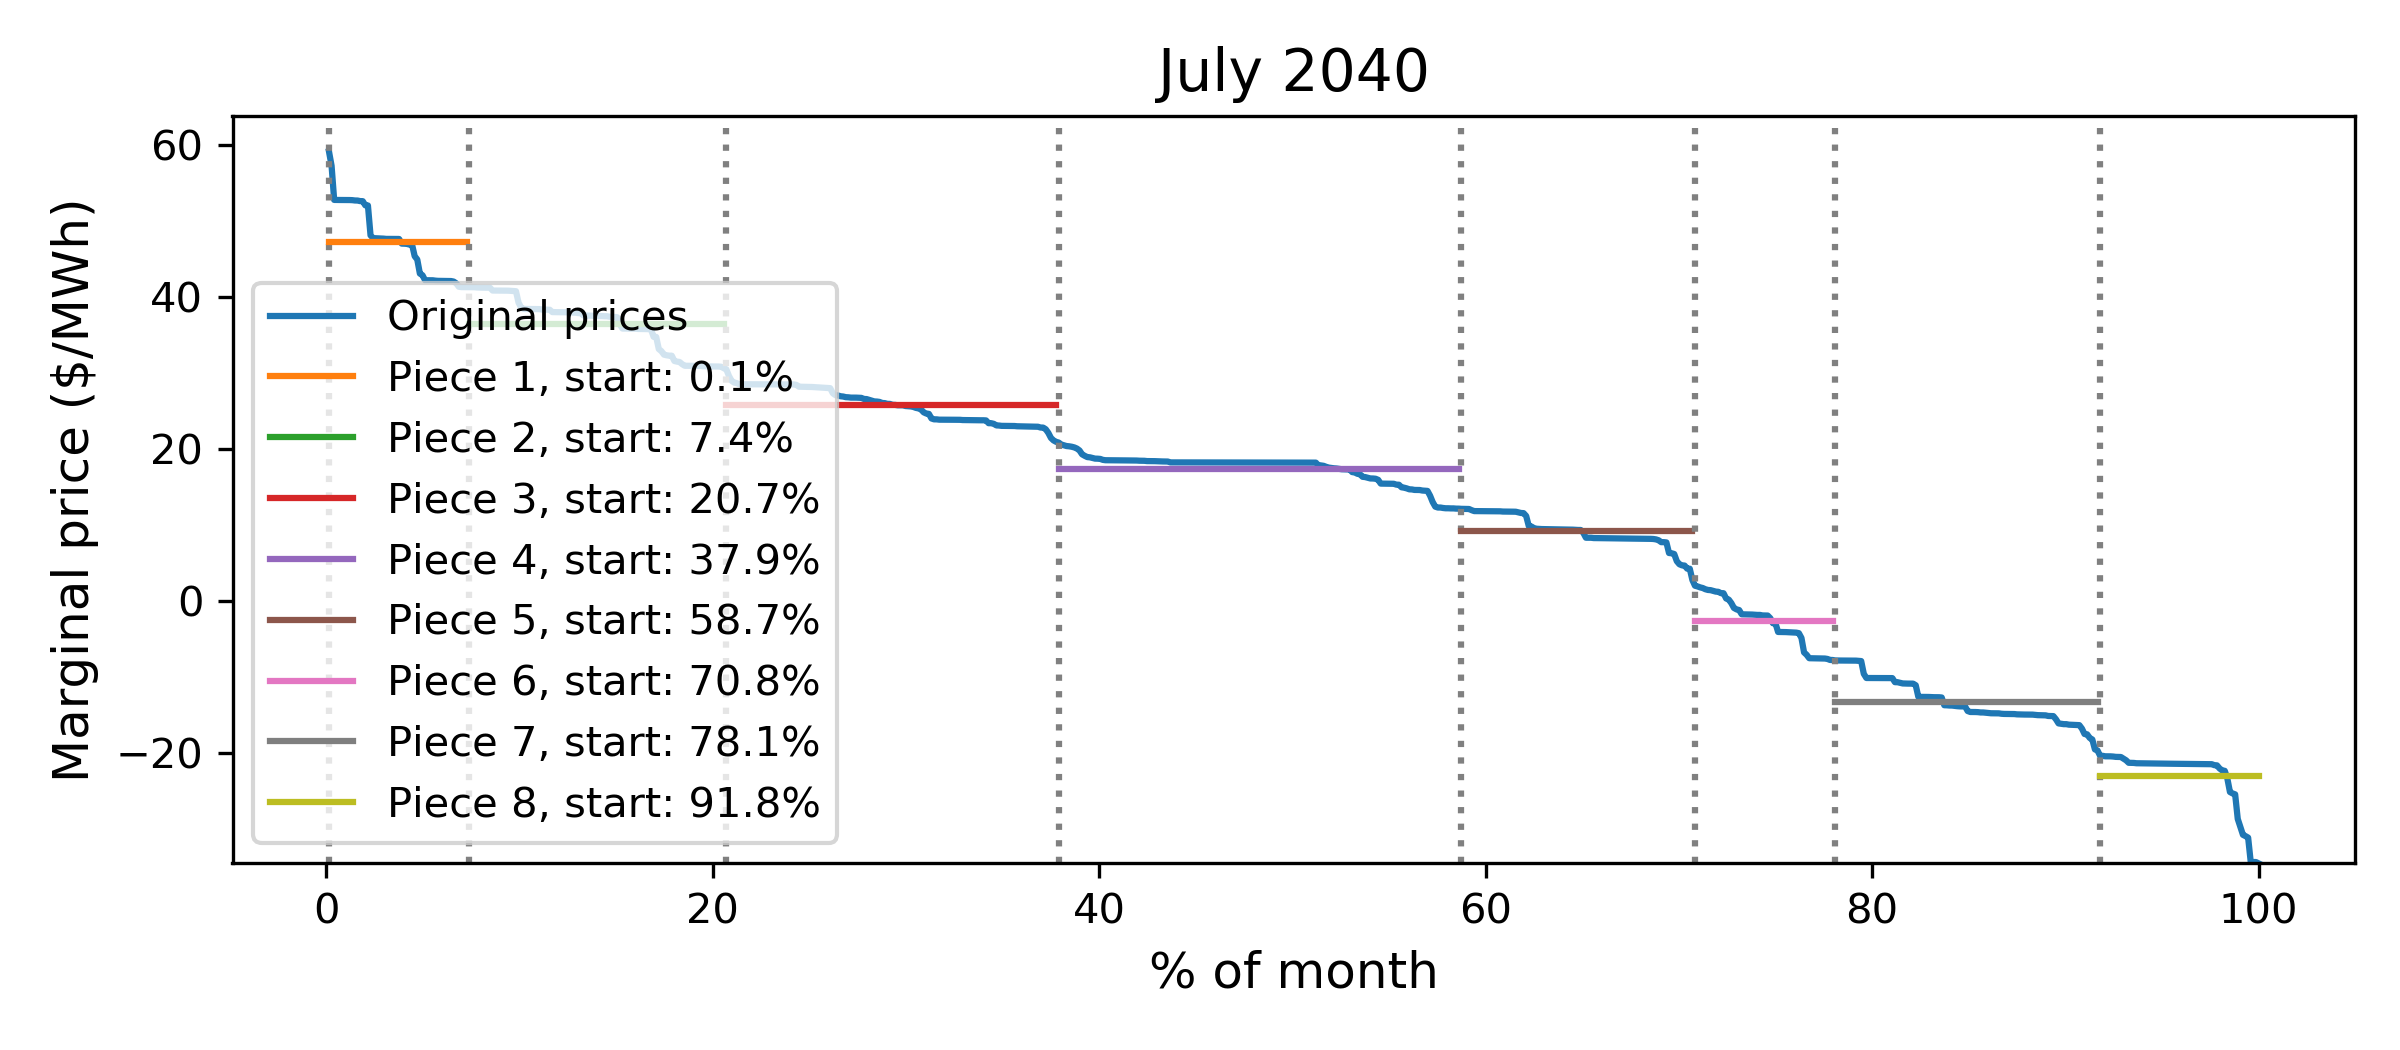 July 2040
Marginal price ($/MWh)
60
40
20
0
−20
Original prices
Piece 1, start: 0.1%
Piece 2, start: 7.4%
Piece 3, start: 20.7%
Piece 4, start: 37.9%
Piece 5, start: 58.7%
Piece 6, start: 70.8%
Piece 7, start: 78.1%
Piece 8, start: 91.8%
0 20 40 60 80 100
% of month